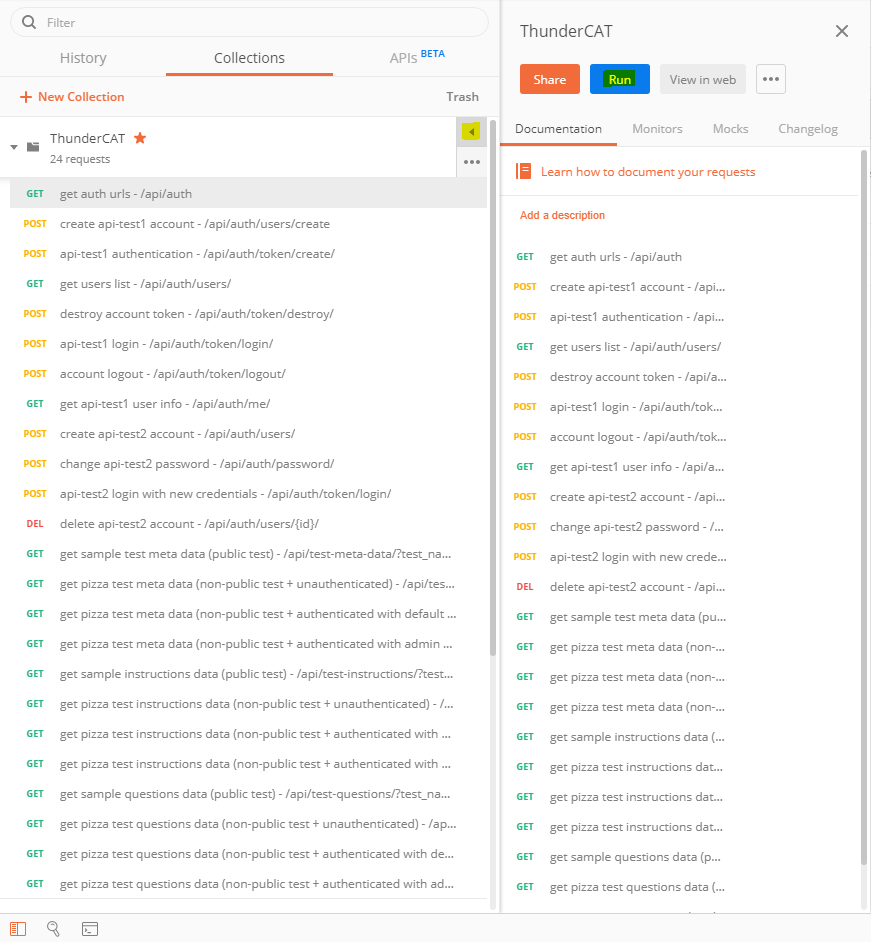 Filter
History
Collections
APIs BETA
+ New Collection
Trash
ThunderCAT
24 requests
GET get auth urls - /api/auth
POST create api-test1 account - /api/auth/users/create
POST api-test1 authentication - /api/auth/token/create/
GET get users list - /api/auth/users/
POST destroy account token - /api/auth/token/destroy/
POST api-test1 login - /api/auth/token/login/
POST account logout - /api/auth/token/logout/
GET get api-test1 user info - /api/auth/me/
POST create api-test2 account - /api/auth/users/
POST change api-test2 password - /api/auth/password/
POST api-test2 login with new credentials - /api/auth/token/login/
DEL delete api-test2 account - /api/auth/users/{id}/
GET get sample test meta data (public test) - /api/test-meta-data/?test_na...
GET get pizza test meta data (non-public test + unauthenticated) - /api/tes...
GET get pizza test meta data (non-public test + authenticated with default ...
GET get pizza test meta data (non-public test + authenticated with admin ...
GET get sample instructions data (public test) - /api/test-instructions/?test...
GET get pizza test instructions data (non-public test + unauthenticated) - /...
GET get pizza test instructions data (non-public test + authenticated with ...
GET get pizza test instructions data (non-public test + authenticated with ...
GET get sample questions data (public test) - /api/test-questions/?test_na...
GET get pizza test questions data (non-public test + unauthenticated) - /ap...
GET get pizza test questions data (non-public test + authenticated with de...
GET get pizza test questions data (non-public test + authenticated with ad...
ThunderCAT
Share
Run
View in web
Documentation
Monitors
Mocks
Changelog
Learn how to document your requests
Add a description
GET get auth urls - /api/auth
POST create api-test1 account - /api...
POST api-test1 authentication - /api...
GET get users list - /api/auth/users/
POST destroy account token - /api/a...
POST api-test1 login - /api/auth/tok...
POST account logout - /api/auth/tok...
GET get api-test1 user info - /api/a...
POST create api-test2 account - /api...
POST change api-test2 password - /...
POST api-test2 login with new crede...
DEL delete api-test2 account - /api...
GET get sample test meta data (pu...
GET get pizza test meta data (non-...
GET get pizza test meta data (non-...
GET get pizza test meta data (non-...
GET get sample instructions data (...
GET get pizza test instructions dat...
GET get pizza test instructions dat...
GET get pizza test instructions dat...
GET get sample questions data (p...
GET get pizza test questions data (...